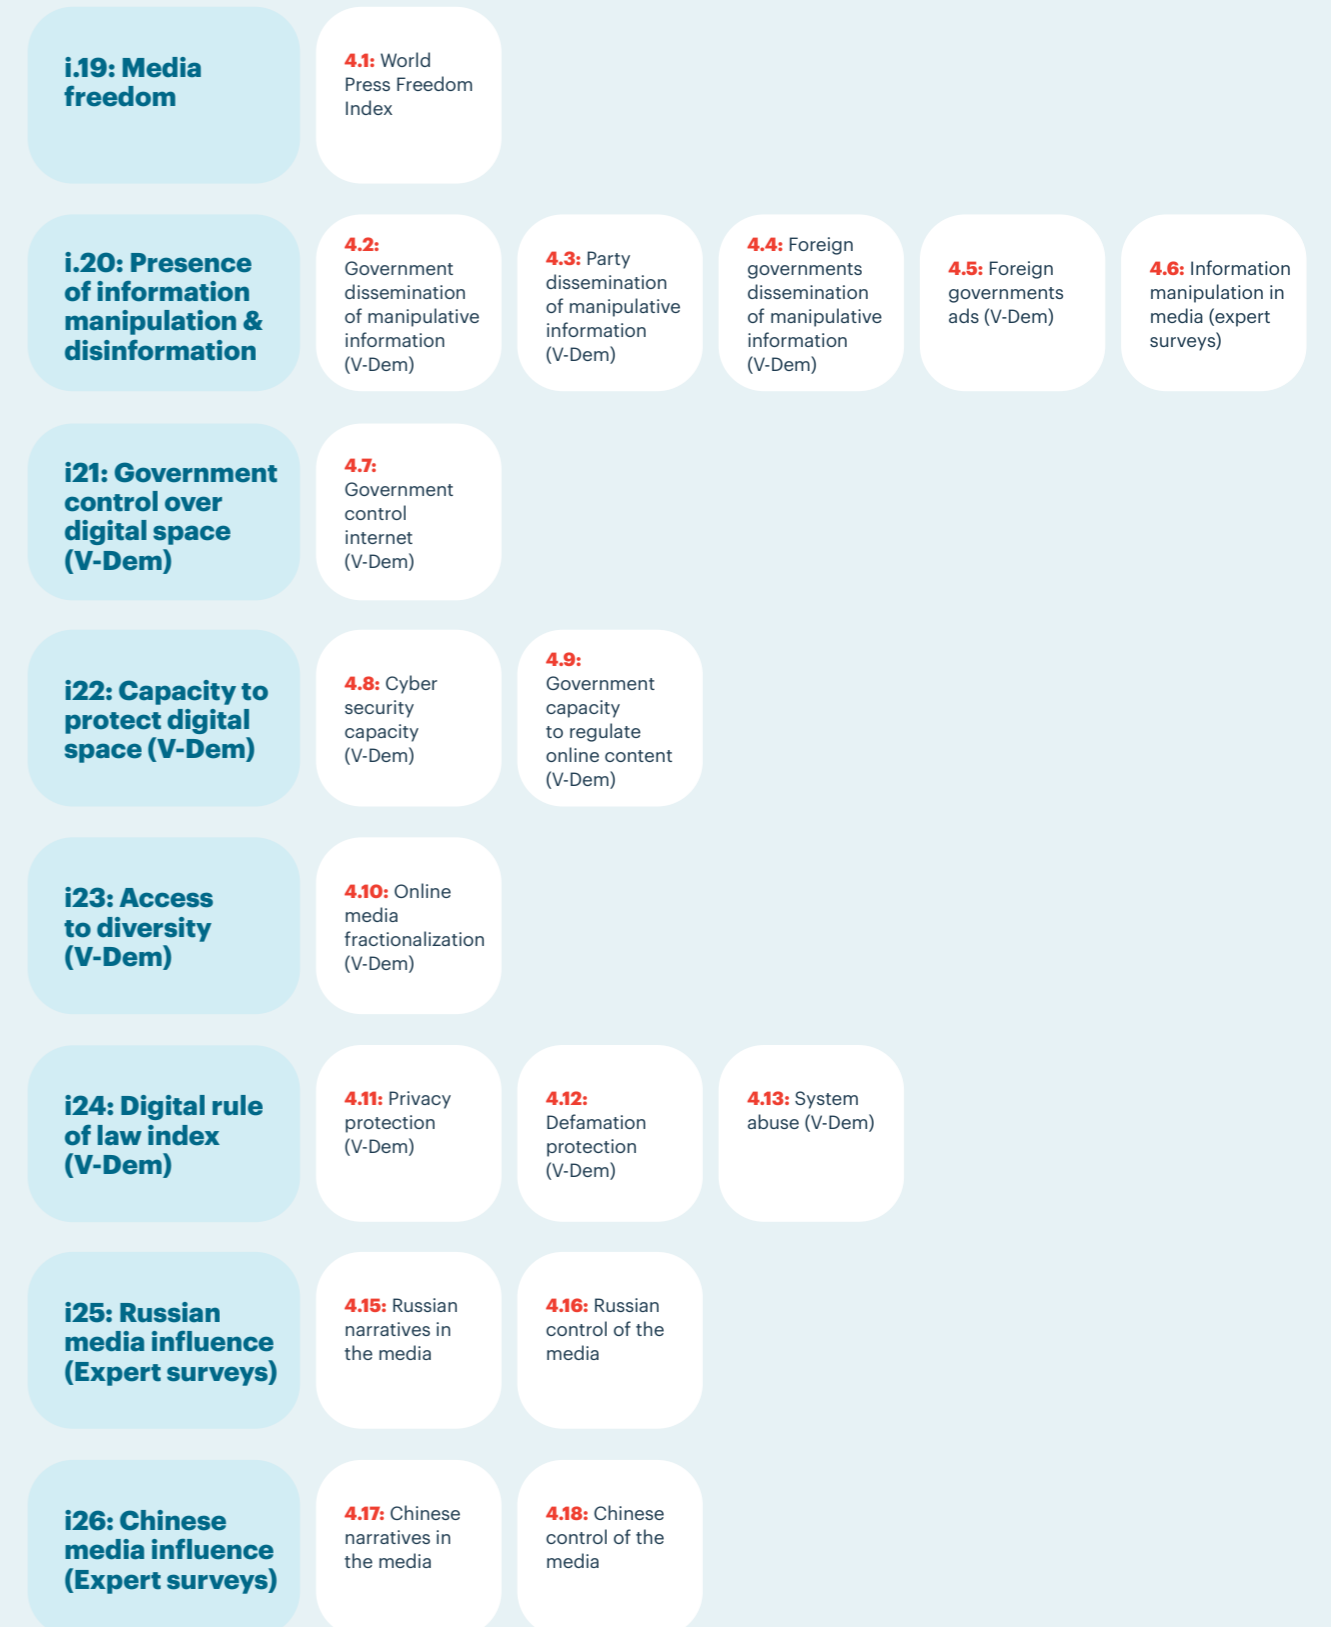 i.19: Media
freedom
4.1: World
Press Freedom
Index
i.20: Presence
of information
manipulation &
disinformation
4.2:
Government
dissemination
of manipulative
information
(V-Dem)
4.3: Party
dissemination
of manipulative
information
(V-Dem)
4.4: Foreign
governments
dissemination
of manipulative
information
(V-Dem)
4.5: Foreign
governments
ads (V-Dem)
4.6: Information
manipulation in
media (expert
surveys)
i21: Government
control over
digital space
(V-Dem)
4.7:
Government
control
internet
(V-Dem)
i22: Capacity to
protect digital
space (V-Dem)
4.8: Cyber
security
capacity
(V-Dem)
4.9:
Government
capacity
to regulate
online content
(V-Dem)
i23: Access
to diversity
(V-Dem)
4.10: Online
media
fractionalization
(V-Dem)
i24: Digital rule
of law index
(V-Dem)
4.11: Privacy
protection
(V-Dem)
4.12:
Defamation
protection
(V-Dem)
4.13: System
abuse (V-Dem)
i25: Russian
media influence
(Expert surveys)
4.15: Russian
narratives in
the media
4.16: Russian
control of the
media
i26: Chinese
media influence
(Expert surveys)
4.17: Chinese
narratives in
the media
4.18: Chinese
control of the
media